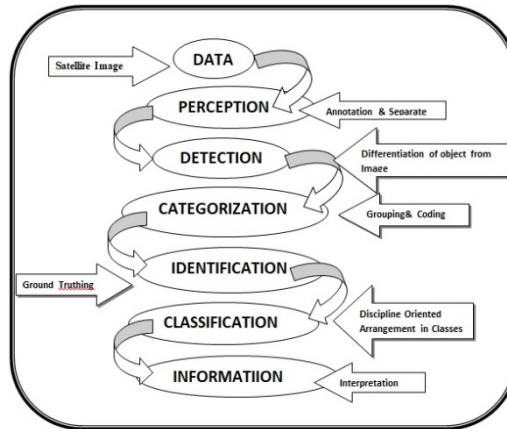 DATA
Satellite Image
PERCEPTION
Annotation & Separate
DETECTION
Differentiation of object from
Image
CATEGORIZATION
Grouping& Coding
IDENTIFICATION
Ground Truthing
CLASSIFICATION
Discipline Oriented
Arrangement in Classes
INFORMATIION
Interpretation